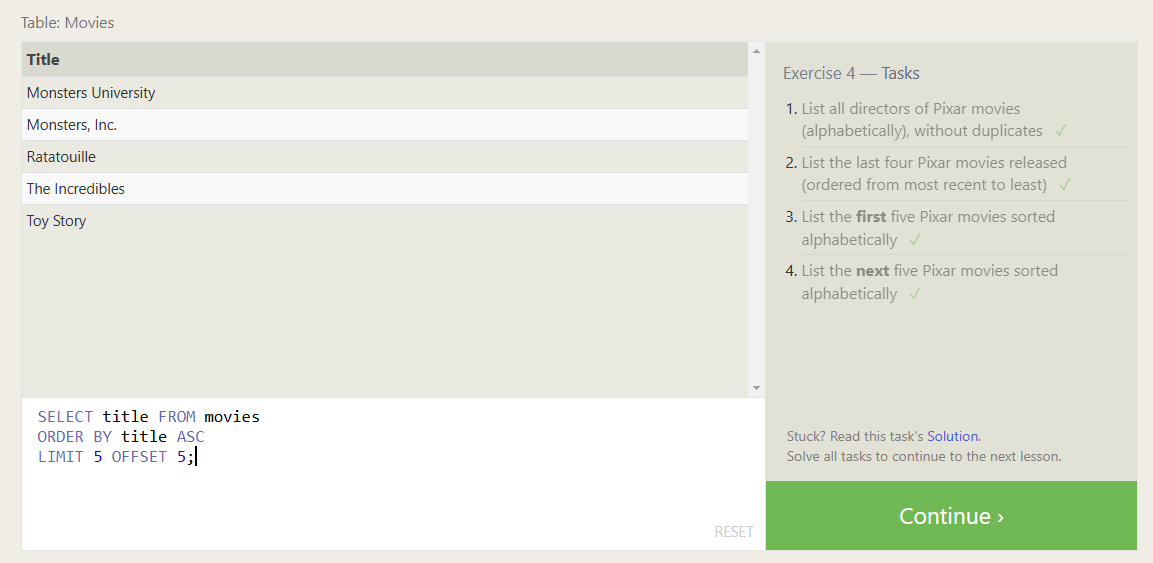 Table: Movies
Title
Monsters University
Monsters, Inc.
Ratatouille
The Incredibles
Toy Story
SELECT title FROM movies
ORDER BY title ASC
LIMIT 5 OFFSET 5;
RESET
Exercise 4 — Tasks
1. List all directors of Pixar movies
(alphabetically), without duplicates ✓
2. List the last four Pixar movies released
(ordered from most recent to least) ✓
3. List the first five Pixar movies sorted
alphabetically ✓
4. List the next five Pixar movies sorted
alphabetically ✓
Stuck? Read this task's Solution.
Solve all tasks to continue to the next lesson.
Continue ›